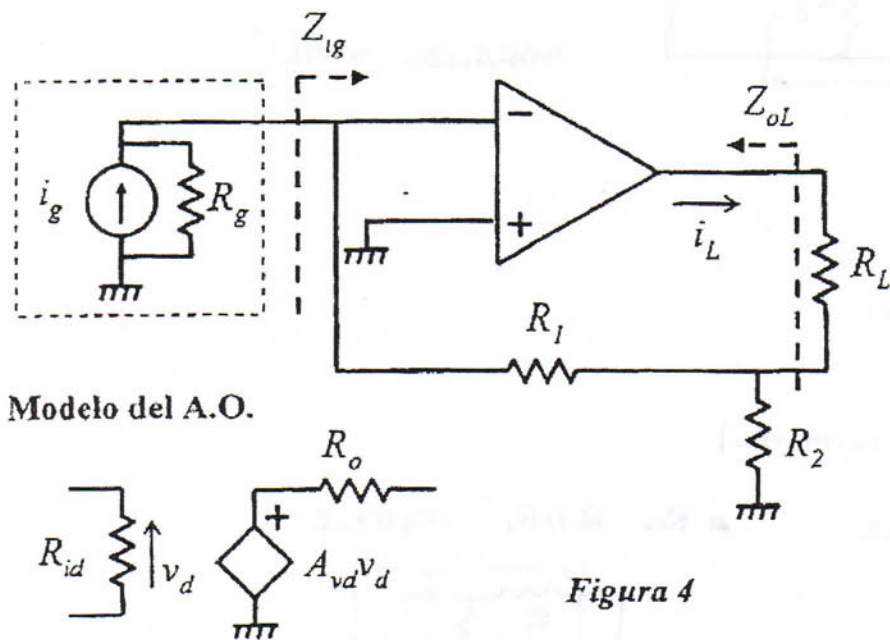 Z_ig
Z_oL
i_g
R_g
−
+
i_L
R_L
R_1
R_2
Modelo del A.O.
R_o
+
R_id
v_d
A_vd v_d
Figura 4